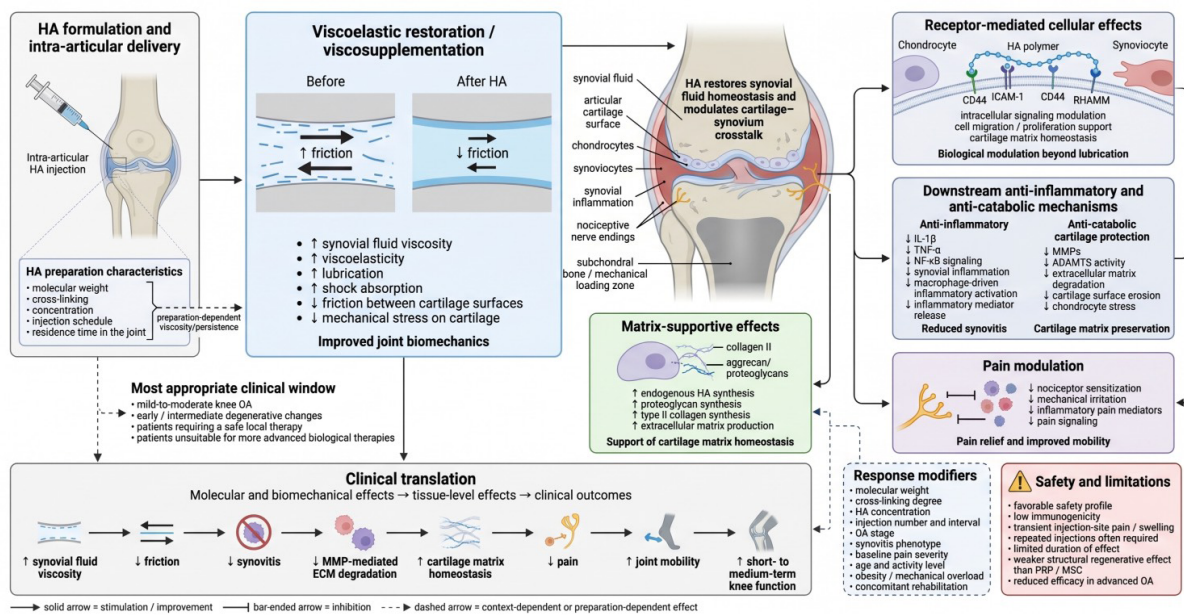 HA formulation and
intra-articular delivery
Intra-articular
HA injection
HA preparation characteristics
• molecular weight
• cross-linking
• concentration
• injection schedule
• residence time in the joint
preparation-dependent
viscosity/persistence
Viscoelastic restoration /
viscosupplementation
Before
After HA
↑ friction
↓ friction
• ↑ synovial fluid viscosity
• ↑ viscoelasticity
• ↑ lubrication
• ↑ shock absorption
• ↓ friction between cartilage surfaces
• ↓ mechanical stress on cartilage
Improved joint biomechanics
HA restores synovial
fluid homeostasis and
modulates cartilage–
synovium
crosstalk
synovial fluid
articular
cartilage
surface
chondrocytes
synoviocytes
synovial
inflammation
nociceptive
nerve endings
subchondral
bone / mechanical
loading zone
Receptor-mediated cellular effects
Chondrocyte
HA polymer
Synoviocyte
CD44
ICAM-1
CD44
RHAMM
intracellular signaling modulation
cell migration / proliferation support
cartilage matrix homeostasis
Biological modulation beyond lubrication
Downstream anti-inflammatory and
anti-catabolic mechanisms
Anti-inflammatory
↓ IL-1β
↓ TNF-α
↓ NF-κB signaling
↓ synovial inflammation
↓ macrophage-driven
inflammatory activation
↓ inflammatory mediator
release
Reduced synovitis
Anti-catabolic
cartilage protection
↓ MMPs
↓ ADAMTS activity
↓ extracellular matrix
degradation
↓ cartilage surface erosion
↓ chondrocyte stress
Cartilage matrix preservation
Matrix-supportive effects
collagen II
aggrecan/
proteoglycans
↑ endogenous HA synthesis
↑ proteoglycan synthesis
↑ type II collagen synthesis
↑ extracellular matrix production
Support of cartilage matrix homeostasis
Pain modulation
↓ nociceptor sensitization
↓ mechanical irritation
↓ inflammatory pain mediators
↓ pain signaling
Pain relief and improved mobility
Most appropriate clinical window
• mild-to-moderate knee OA
• early / intermediate degenerative changes
• patients requiring a safe local therapy
• patients unsuitable for more advanced biological therapies
Clinical translation
Molecular and biomechanical effects → tissue-level effects → clinical outcomes
↑ synovial fluid
viscosity
↓ friction
↓ synovitis
↓ MMP-mediated
ECM degradation
↑ cartilage matrix
homeostasis
↓ pain
↑ joint mobility
↑ short- to
medium-term
knee function
Response modifiers
• molecular weight
• cross-linking degree
• HA concentration
• injection number and interval
• OA stage
• synovitis phenotype
• baseline pain severity
• age and activity level
• obesity / mechanical overload
• concomitant rehabilitation
Safety and limitations
• favorable safety profile
• low immunogenicity
• transient injection-site pain / swelling
• repeated injections often required
• limited duration of effect
• weaker structural regenerative effect
than PRP / MSC
• reduced efficacy in advanced OA
solid arrow = stimulation / improvement
bar-ended arrow = inhibition
dashed arrow = context-dependent or preparation-dependent effect